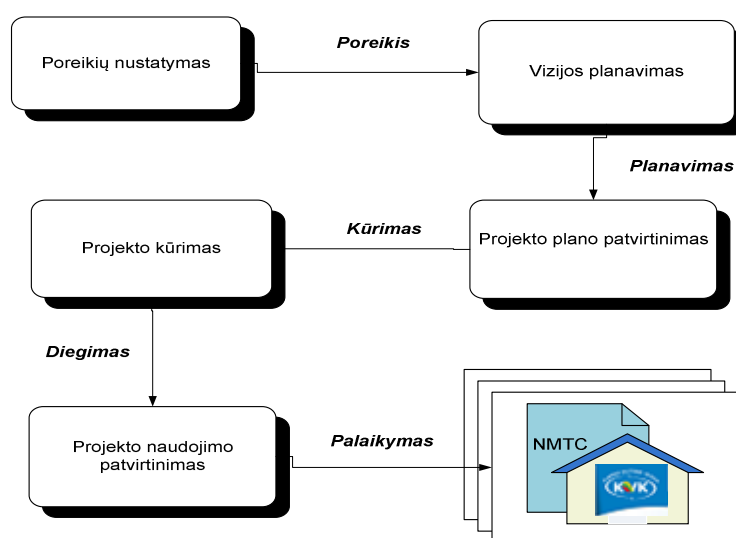 Poreikių nustatymas
Poreikis
Vizijos planavimas
Planavimas
Projekto plano patvirtinimas
Kūrimas
Projekto kūrimas
Diegimas
Projekto naudojimo
patvirtinimas
Palaikymas
NMTC
KVK